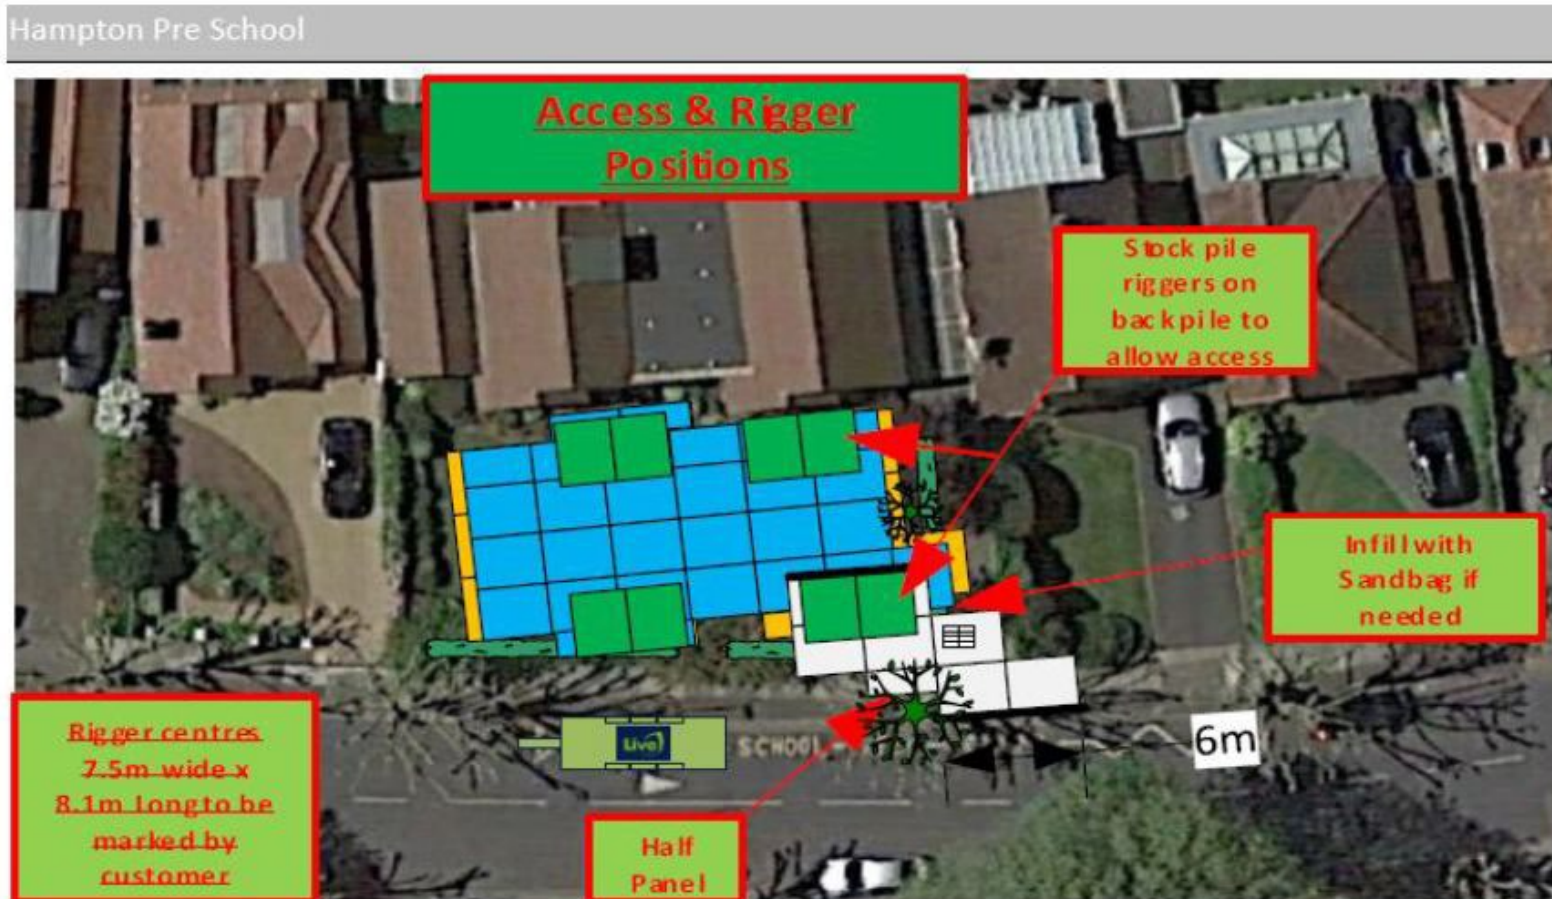 Hampton Pre School
Access & Rigger
Positions
Stock pile
riggers on
backpile to
allow access
Infill with
Sandbag if
needed
Rigger centres
7.5m wide x
8.1m long to be
marked by
customer
Live
SCHOOL
6m
Half
Panel